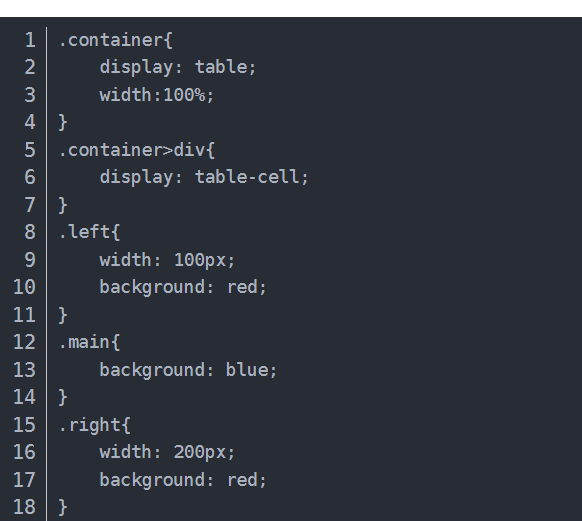 1 .container{
2     display: table;
3     width:100%;
4 }
5 .container>div{
6     display: table-cell;
7 }
8 .left{
9     width: 100px;
10     background: red;
11 }
12 .main{
13     background: blue;
14 }
15 .right{
16     width: 200px;
17     background: red;
18 }